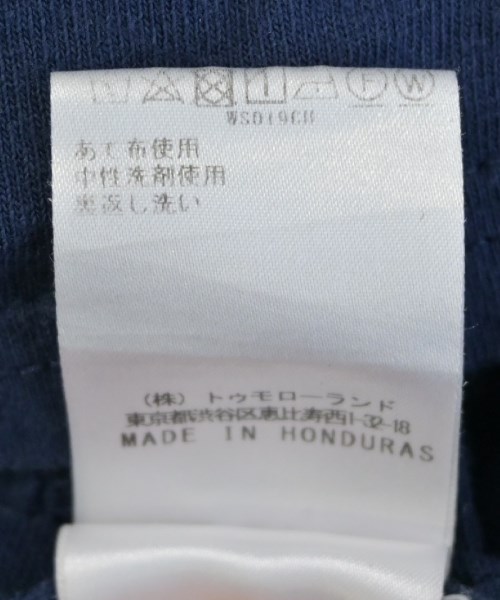 あて布使用
中性洗剤使用
裏返し洗い
(株) トゥモローランド
東京都渋谷区恵比寿西1-32-18
MADE IN HONDURAS